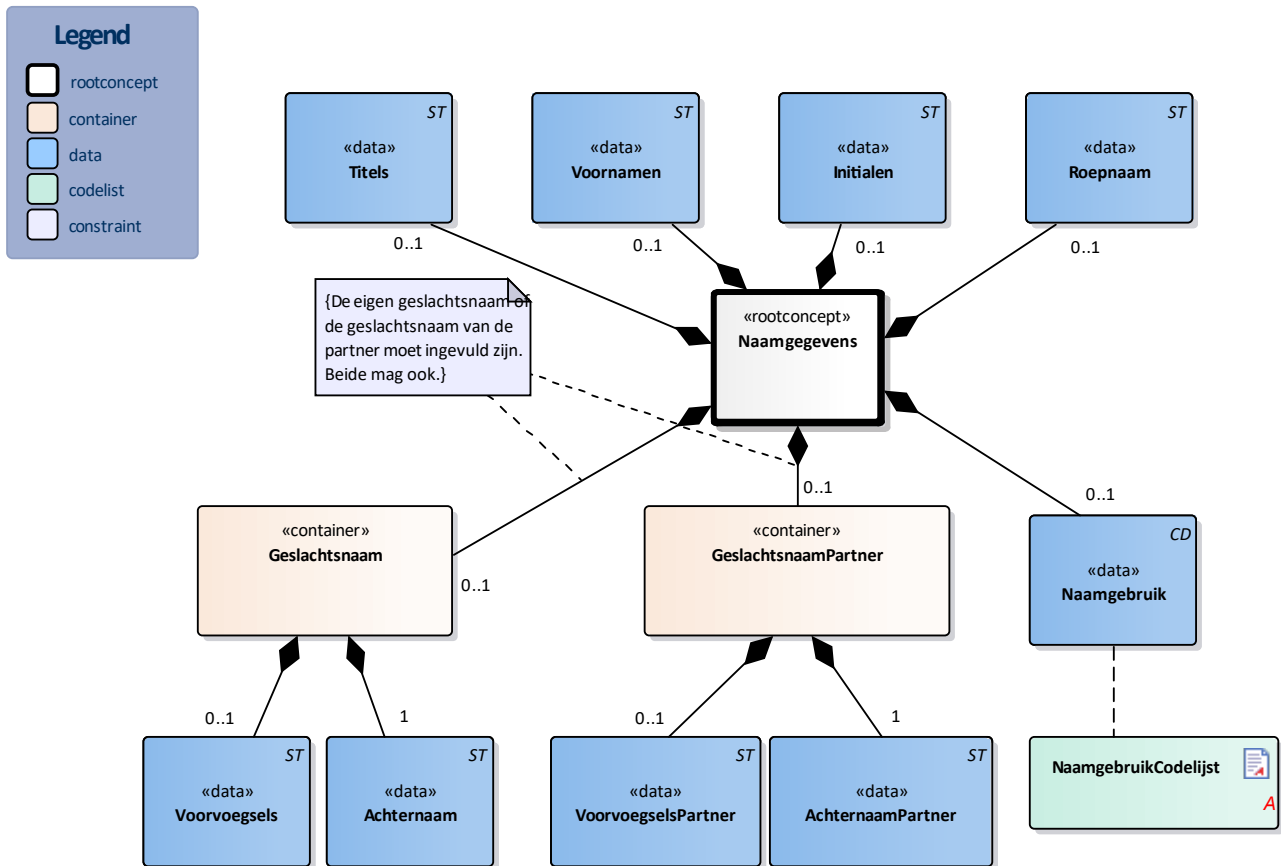 Legend
rootconcept
container
data
codelist
constraint
ST
«data»
Titels
ST
«data»
Voornamen
ST
«data»
Initialen
ST
«data»
Roepnaam
0..1
0..1
0..1
0..1
{De eigen geslachtsnaam of
de geslachtsnaam van de
partner moet ingevuld zijn.
Beide mag ook.}
«rootconcept»
Naamgegevens
0..1
0..1
0..1
«container»
Geslachtsnaam
«container»
GeslachtsnaamPartner
CD
«data»
Naamgebruik
0..1
1
0..1
1
ST
«data»
Voorvoegsels
ST
«data»
Achternaam
ST
«data»
VoorvoegselsPartner
ST
«data»
AchternaamPartner
NaamgebruikCodelijst
A